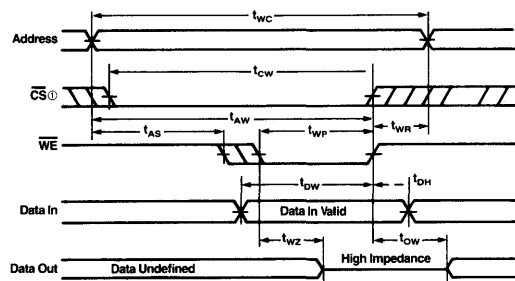 tWC
Address
tCW
CS①
tAW
tAS
tWP
tWR
WE
tDW
tDH
Data In
Data In Valid
tWZ
tOW
Data Out
Data Undefined
High Impedance